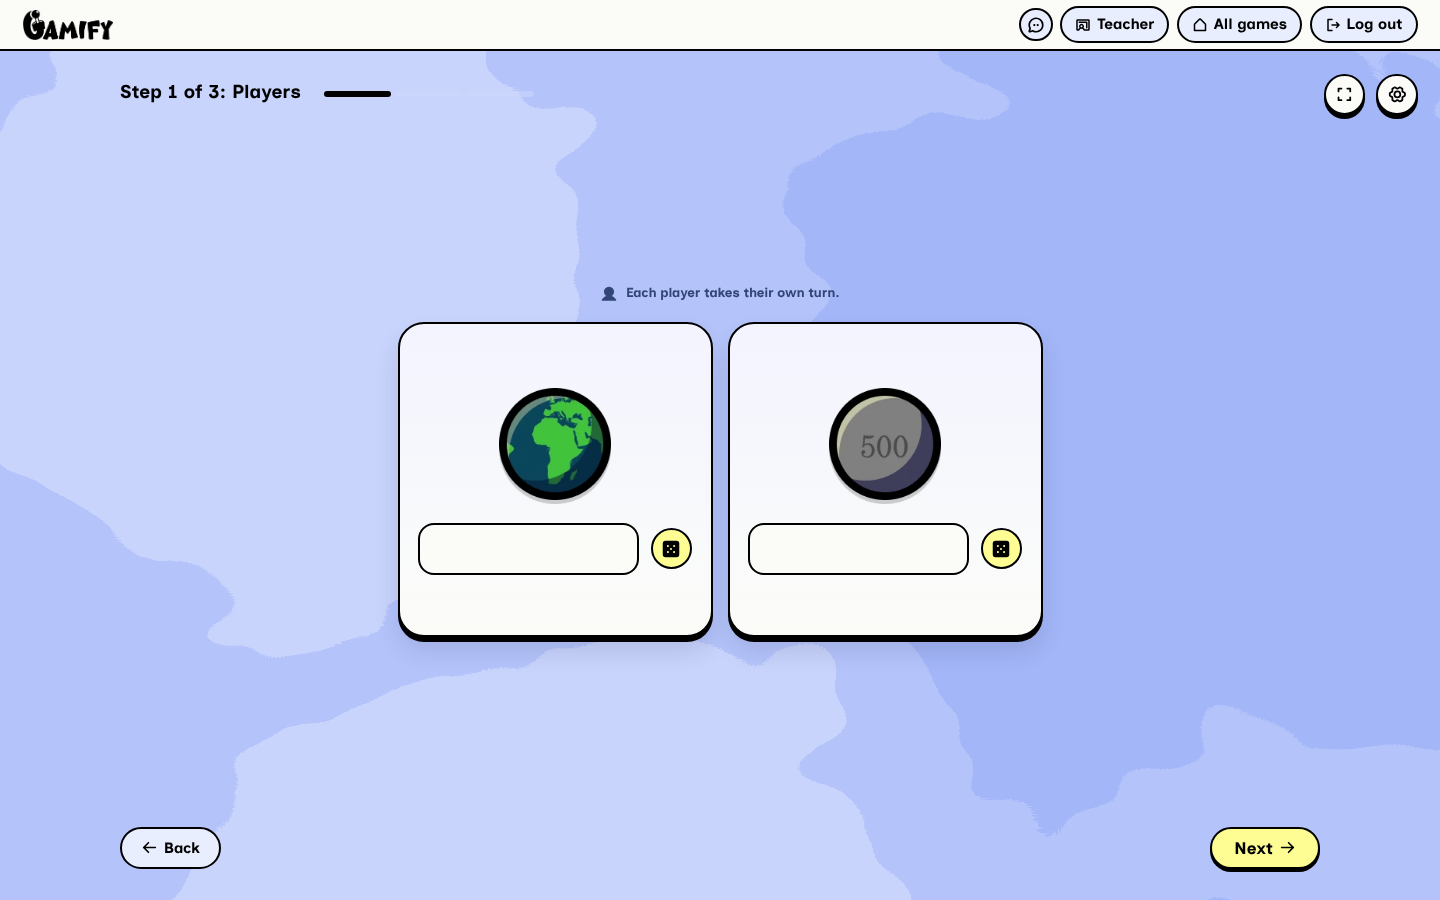 GAMIFY
Teacher
All games
Log out
Step 1 of 3: Players
Each player takes their own turn.
500
Back
Next